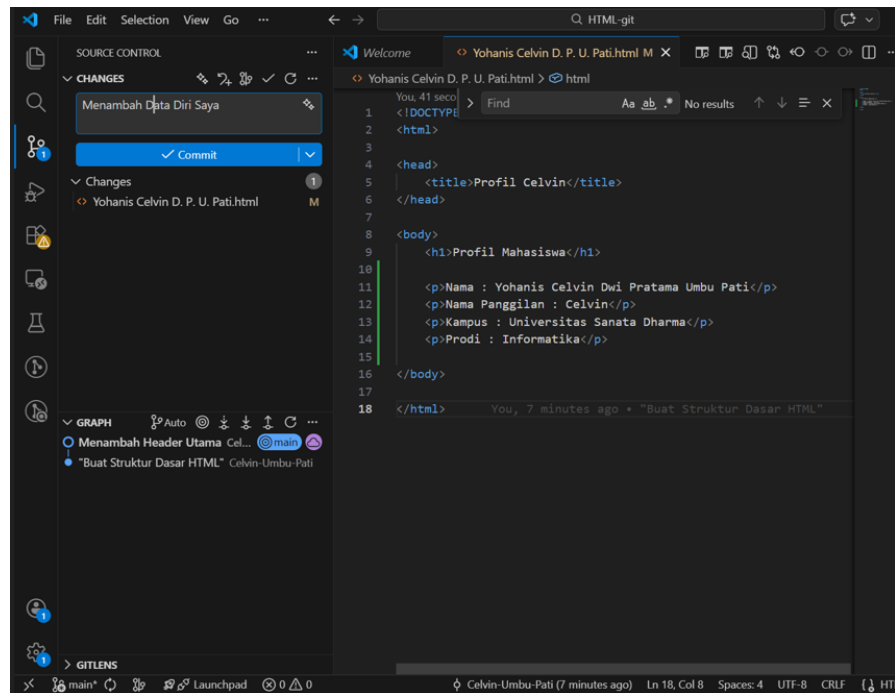 File Edit Selection View Go ···
HTML-git
SOURCE CONTROL ···
CHANGES ···
Menambah Data Diri Saya
Commit
Changes 1
Yohanis Celvin D. P. U. Pati.html M
GRAPH Auto ···
Menambah Header Utama Cel... main
"Buat Struktur Dasar HTML" Celvin-Umbu-Pati
GITLENS
Welcome Yohanis Celvin D. P. U. Pati.html M
Yohanis Celvin D. P. U. Pati.html > html
You, 41 seco
Find Aa ab .* No results
1 <!DOCTYPE
2 <html>
3
4 <head>
5 <title>Profil Celvin</title>
6 </head>
7
8 <body>
9 <h1>Profil Mahasiswa</h1>
10
11 <p>Nama : Yohanis Celvin Dwi Pratama Umbu Pati</p>
12 <p>Nama Panggilan : Celvin</p>
13 <p>Kampus : Universitas Sanata Dharma</p>
14 <p>Prodi : Informatika</p>
15
16 </body>
17
18 </html> You, 7 minutes ago • "Buat Struktur Dasar HTML"
main* Launchpad 0 0 Celvin-Umbu-Pati (7 minutes ago) Ln 18, Col 8 Spaces: 4 UTF-8 CRLF {} HT